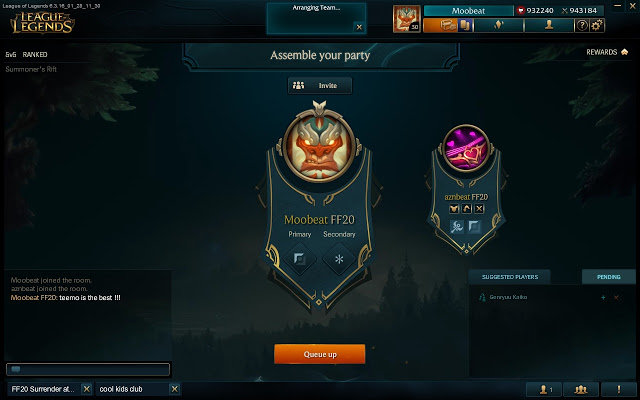 League of Legends 6.3.16_01_28_11_30
LEAGUE of LEGENDS
Arranging Team...
30
Moobeat
932240
943184
5v5 RANKED
Summoner's Rift
Assemble your party
REWARDS
Invite
Moobeat FF20
Primary Secondary
aznbeat FF20
Moobeat joined the room.
aznbeat joined the room.
Moobeat FF20: teemo is the best !!!
SUGGESTED PLAYERS
PENDING
Genryuu Kaiko
Queue up
FF20 Surrender at...
cool kids club
1